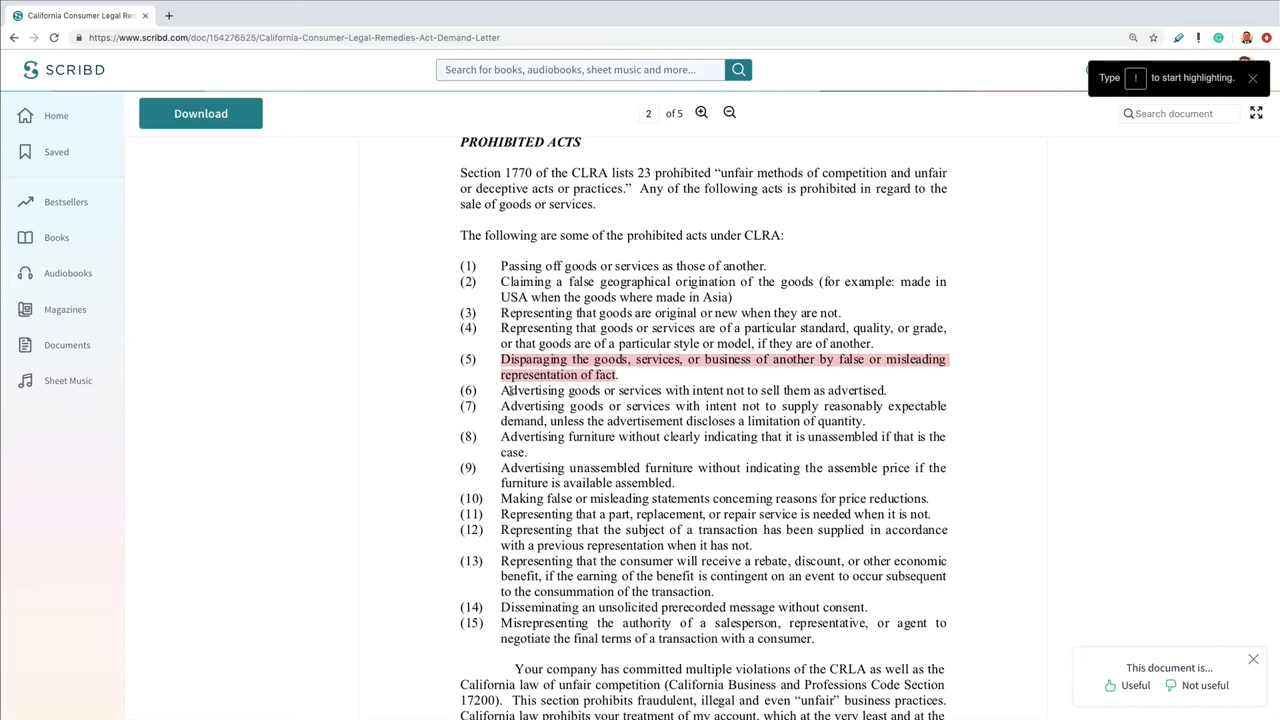 California Consumer Legal Rem
https://www.scribd.com/doc/154276525/California-Consumer-Legal-Remedies-Act-Demand-Letter
SCRIBD
Search for books, audiobooks, sheet music and more...
Type ! to start highlighting.
Home
Saved
Bestsellers
Books
Audiobooks
Magazines
Documents
Sheet Music
Download
2 of 5
Search document
PROHIBITED ACTS
Section 1770 of the CLRA lists 23 prohibited “unfair methods of competition and unfair
or deceptive acts or practices.” Any of the following acts is prohibited in regard to the
sale of goods or services.
The following are some of the prohibited acts under CLRA:
(1) Passing off goods or services as those of another.
(2) Claiming a false geographical origination of the goods (for example: made in
USA when the goods where made in Asia)
(3) Representing that goods are original or new when they are not.
(4) Representing that goods or services are of a particular standard, quality, or grade,
or that goods are of a particular style or model, if they are of another.
(5) Disparaging the goods, services, or business of another by false or misleading
representation of fact.
(6) Advertising goods or services with intent not to sell them as advertised.
(7) Advertising goods or services with intent not to supply reasonably expectable
demand, unless the advertisement discloses a limitation of quantity.
(8) Advertising furniture without clearly indicating that it is unassembled if that is the
case.
(9) Advertising unassembled furniture without indicating the assemble price if the
furniture is available assembled.
(10) Making false or misleading statements concerning reasons for price reductions.
(11) Representing that a part, replacement, or repair service is needed when it is not.
(12) Representing that the subject of a transaction has been supplied in accordance
with a previous representation when it has not.
(13) Representing that the consumer will receive a rebate, discount, or other economic
benefit, if the earning of the benefit is contingent on an event to occur subsequent
to the consummation of the transaction.
(14) Disseminating an unsolicited prerecorded message without consent.
(15) Misrepresenting the authority of a salesperson, representative, or agent to
negotiate the final terms of a transaction with a consumer.
Your company has committed multiple violations of the CRLA as well as the
California law of unfair competition (California Business and Professions Code Section
17200). This section prohibits fraudulent, illegal and even “unfair” business practices.
California law prohibits your treatment of my account, which at the very least and at the
This document is...
Useful
Not useful